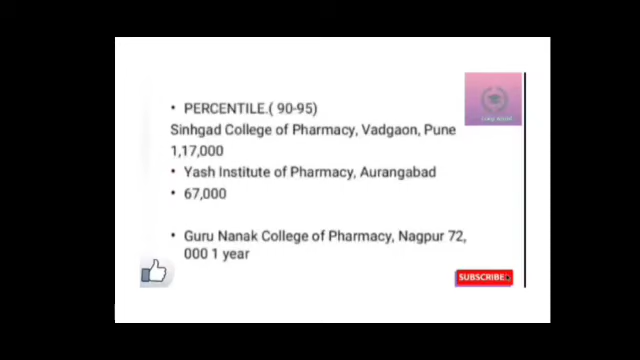 • PERCENTILE.( 90-95)
Sinhgad College of Pharmacy, Vadgaon, Pune
1,17,000
• Yash Institute of Pharmacy, Aurangabad
• 67,000
• Guru Nanak College of Pharmacy, Nagpur 72,
000 1 year
SUBSCRIBE